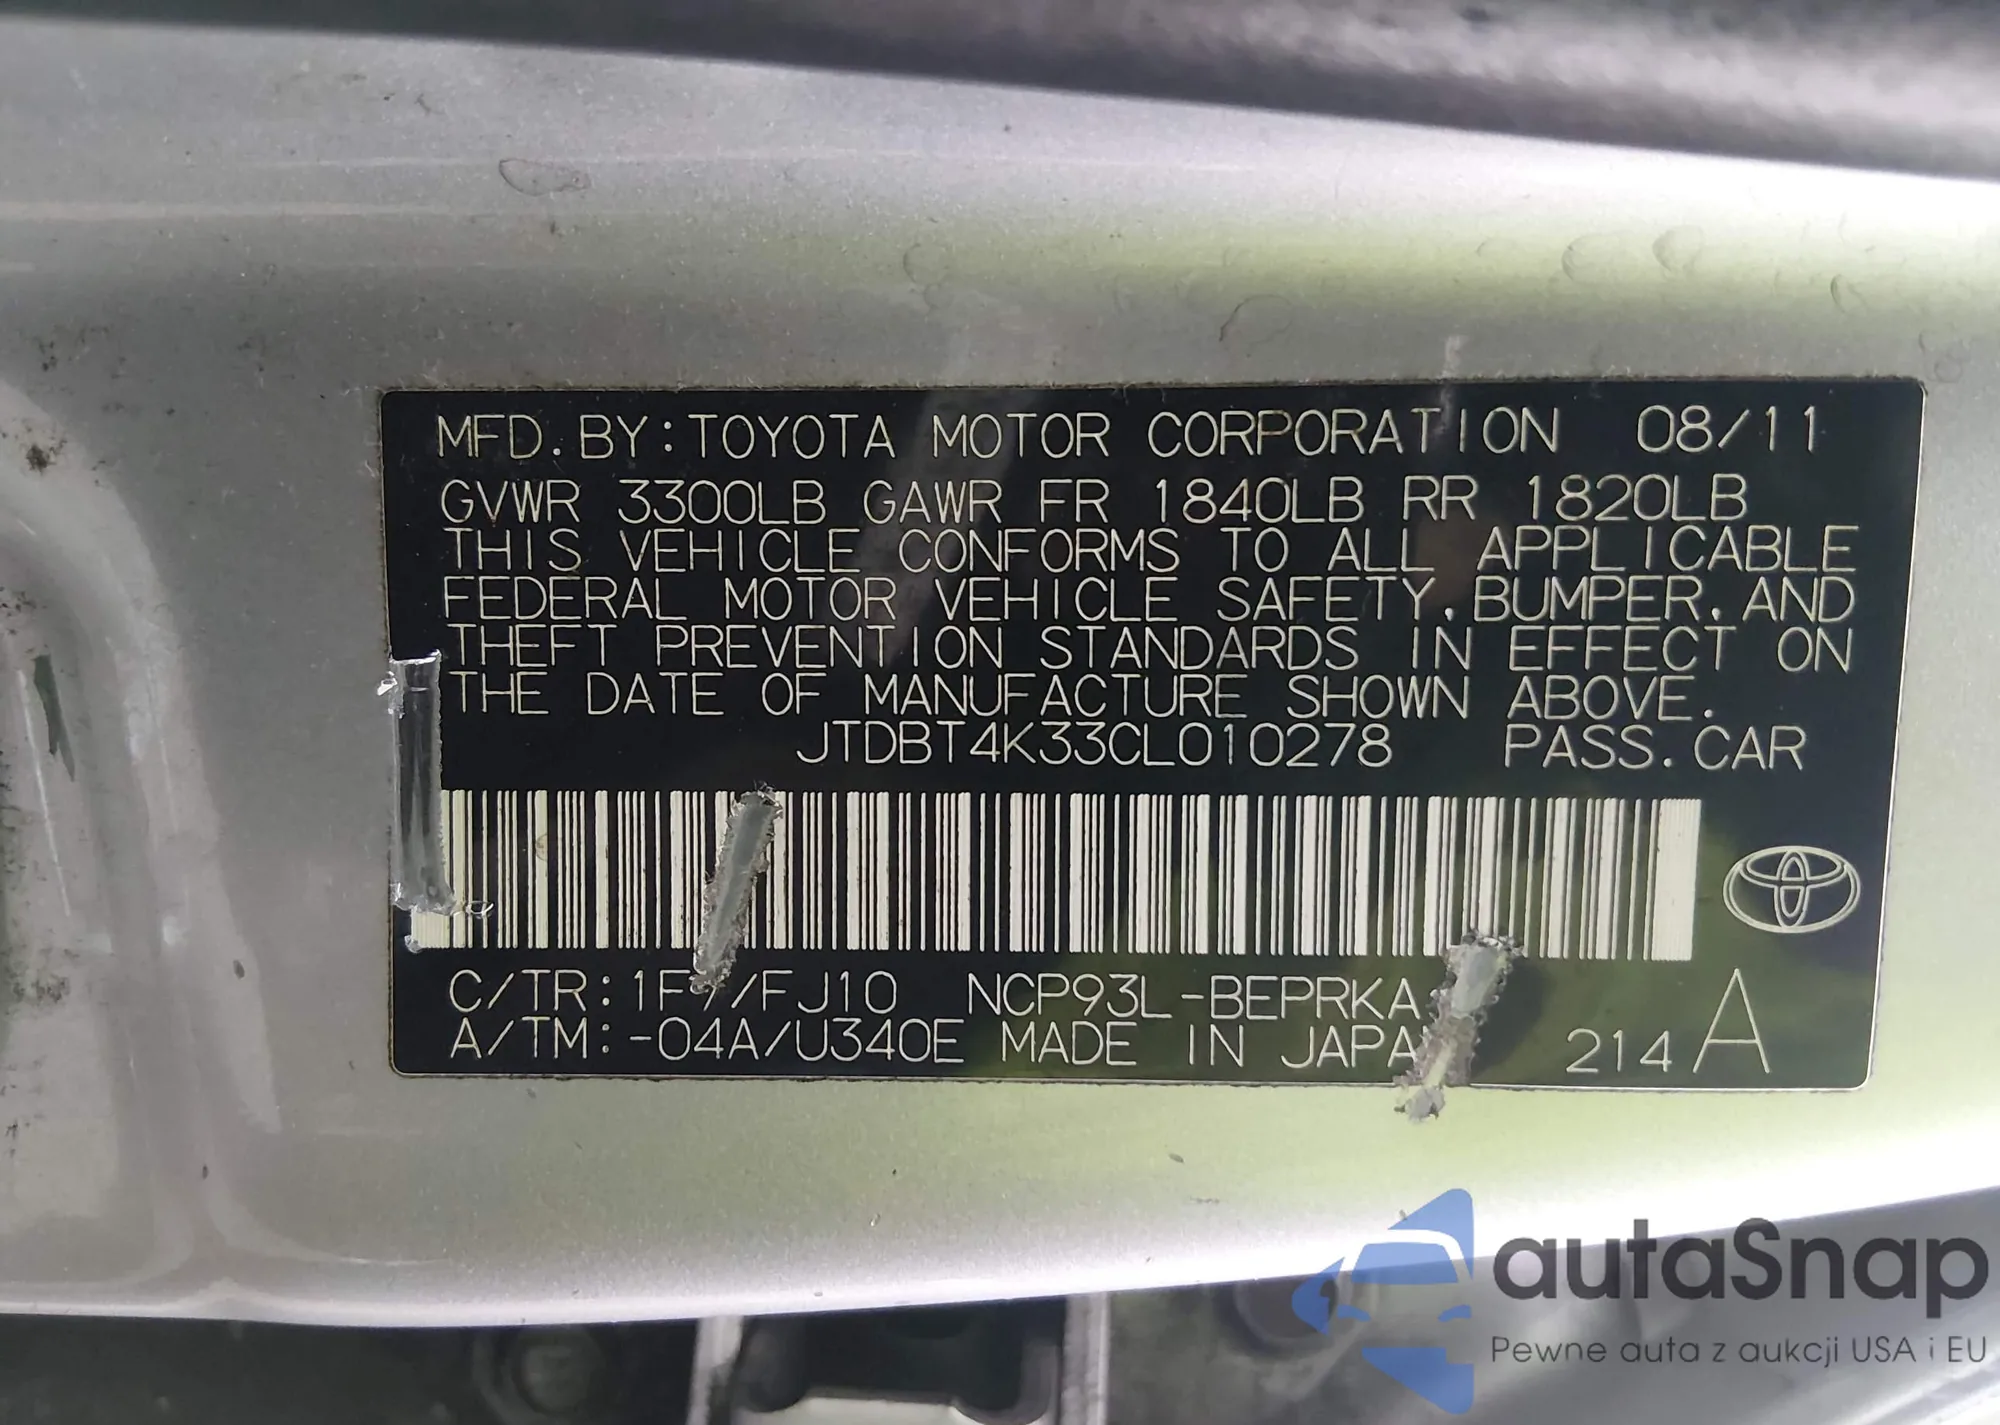 MFD.BY:TOYOTA MOTOR CORPORATION 08/11
GVWR 3300LB GAWR FR 1840LB RR 1820LB
THIS VEHICLE CONFORMS TO ALL APPLICABLE
FEDERAL MOTOR VEHICLE SAFETY,BUMPER,AND
THEFT PREVENTION STANDARDS IN EFFECT ON
THE DATE OF MANUFACTURE SHOWN ABOVE.
JTDBT4K33CL010278 PASS.CAR
C/TR: /FJ10 NCP93L-BEPRKA
A/TM:-04A/U340E MADE IN 214 A
autaSnap
Pewne auta z aukcji USA i EU